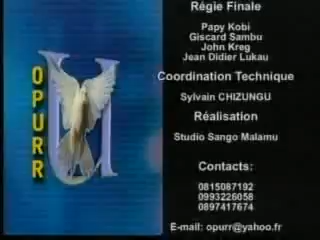 OPURR
U
Régie Finale
Papy Kobi
Giscard Sambu
John Kreg
Jean Didier Lukau
Coordination Technique
Sylvain CHIZUNGU
Réalisation
Studio Sango Malamu
Contacts:
0815087192
0993226058
0897417674
E-mail: opurr@yahoo.fr